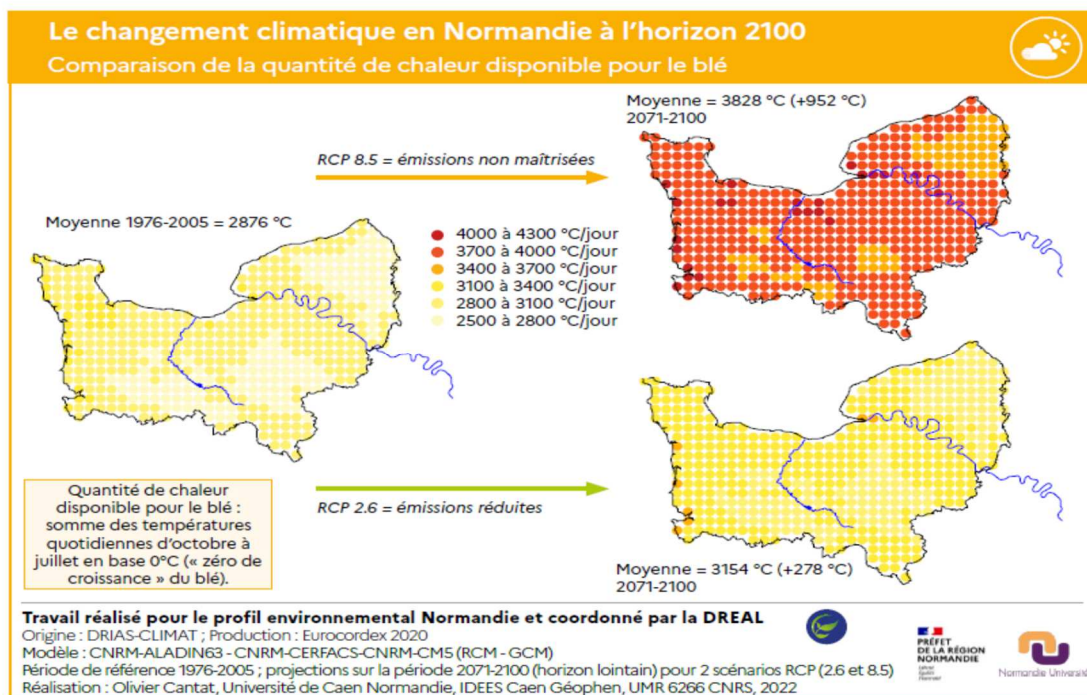 Le changement climatique en Normandie à l'horizon 2100
Comparaison de la quantité de chaleur disponible pour le blé
Moyenne = 3828 °C (+952 °C)
2071-2100
RCP 8.5 = émissions non maîtrisées
Moyenne 1976-2005 = 2876 °C
4000 à 4300 °C/jour
3700 à 4000 °C/jour
3400 à 3700 °C/jour
3100 à 3400 °C/jour
2800 à 3100 °C/jour
2500 à 2800 °C/jour
Quantité de chaleur
disponible pour le blé :
somme des températures
quotidiennes d'octobre à
juillet en base 0°C (« zéro de
croissance » du blé).
RCP 2.6 = émissions réduites
Moyenne = 3154 °C (+278 °C)
2071-2100
Travail réalisé pour le profil environnemental Normandie et coordonné par la DREAL
Origine : DRIAS-CLIMAT ; Production : Eurocordex 2020
Modèle : CNRM-ALADIN63 - CNRM-CERFACS-CNRM-CM5 (RCM - GCM)
Période de référence 1976-2005 ; projections sur la période 2071-2100 (horizon lointain) pour 2 scénarios RCP (2.6 et 8.5)
Réalisation : Olivier Cantat, Université de Caen Normandie, IDEES Caen Géophen, UMR 6266 CNRS, 2022
PRÉFET
DE LA RÉGION
NORMANDIE
Normandie Université